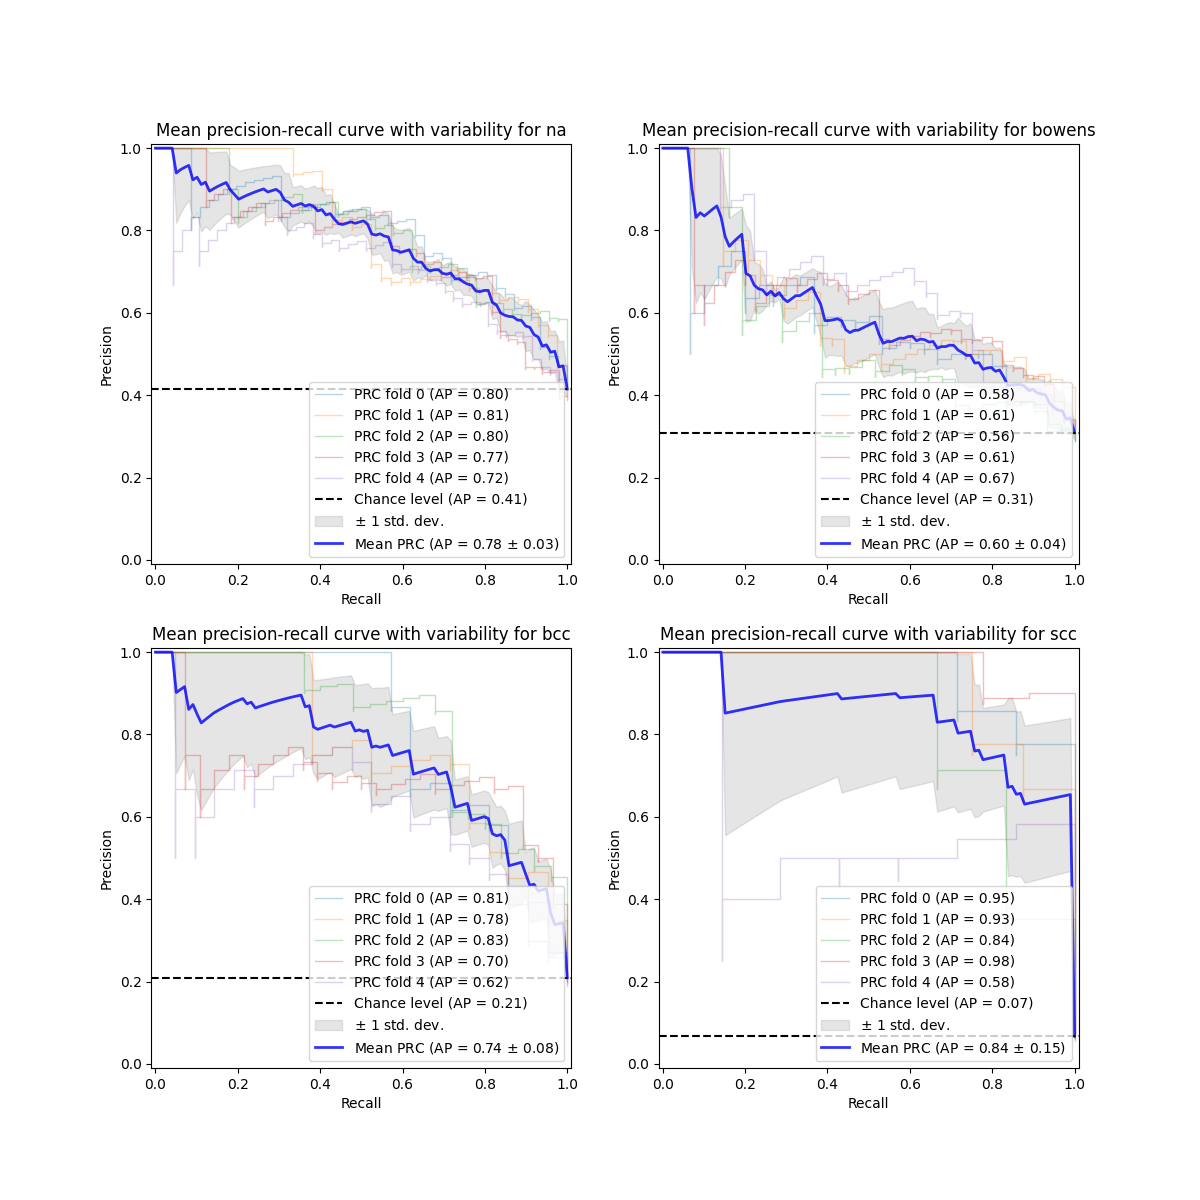 Mean precision-recall curve with variability for na
1.0
0.8
0.6
0.4
0.2
0.0
Precision
PRC fold 0 (AP = 0.80)
PRC fold 1 (AP = 0.81)
PRC fold 2 (AP = 0.80)
PRC fold 3 (AP = 0.77)
PRC fold 4 (AP = 0.72)
Chance level (AP = 0.41)
± 1 std. dev.
Mean PRC (AP = 0.78 ± 0.03)
0.0 0.2 0.4 0.6 0.8 1.0
Recall
Mean precision-recall curve with variability for bowens
1.0
0.8
0.6
0.4
0.2
0.0
Precision
PRC fold 0 (AP = 0.58)
PRC fold 1 (AP = 0.61)
PRC fold 2 (AP = 0.56)
PRC fold 3 (AP = 0.61)
PRC fold 4 (AP = 0.67)
Chance level (AP = 0.31)
± 1 std. dev.
Mean PRC (AP = 0.60 ± 0.04)
0.0 0.2 0.4 0.6 0.8 1.0
Recall
Mean precision-recall curve with variability for bcc
1.0
0.8
0.6
0.4
0.2
0.0
Precision
PRC fold 0 (AP = 0.81)
PRC fold 1 (AP = 0.78)
PRC fold 2 (AP = 0.83)
PRC fold 3 (AP = 0.70)
PRC fold 4 (AP = 0.62)
Chance level (AP = 0.21)
± 1 std. dev.
Mean PRC (AP = 0.74 ± 0.08)
0.0 0.2 0.4 0.6 0.8 1.0
Recall
Mean precision-recall curve with variability for scc
1.0
0.8
0.6
0.4
0.2
0.0
Precision
PRC fold 0 (AP = 0.95)
PRC fold 1 (AP = 0.93)
PRC fold 2 (AP = 0.84)
PRC fold 3 (AP = 0.98)
PRC fold 4 (AP = 0.58)
Chance level (AP = 0.07)
± 1 std. dev.
Mean PRC (AP = 0.84 ± 0.15)
0.0 0.2 0.4 0.6 0.8 1.0
Recall